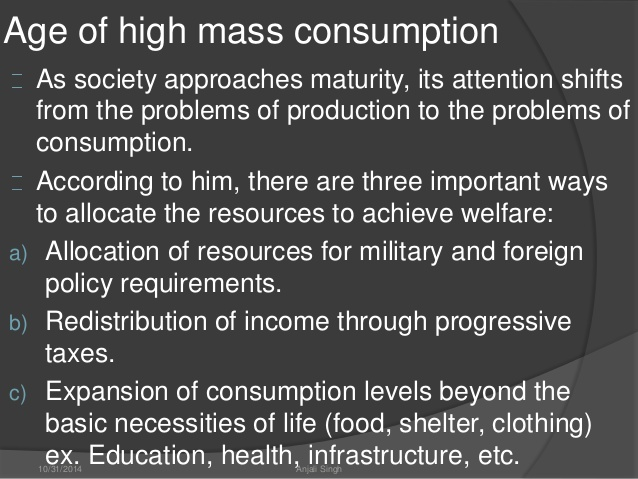 Age of high mass consumption
As society approaches maturity, its attention shifts
from the problems of production to the problems of
consumption.
According to him, there are three important ways
to allocate the resources to achieve welfare:
a) Allocation of resources for military and foreign
policy requirements.
b) Redistribution of income through progressive
taxes.
c) Expansion of consumption levels beyond the
basic necessities of life (food, shelter, clothing)
ex. Education, health, infrastructure, etc.
10/31/2014 Anjali Singh